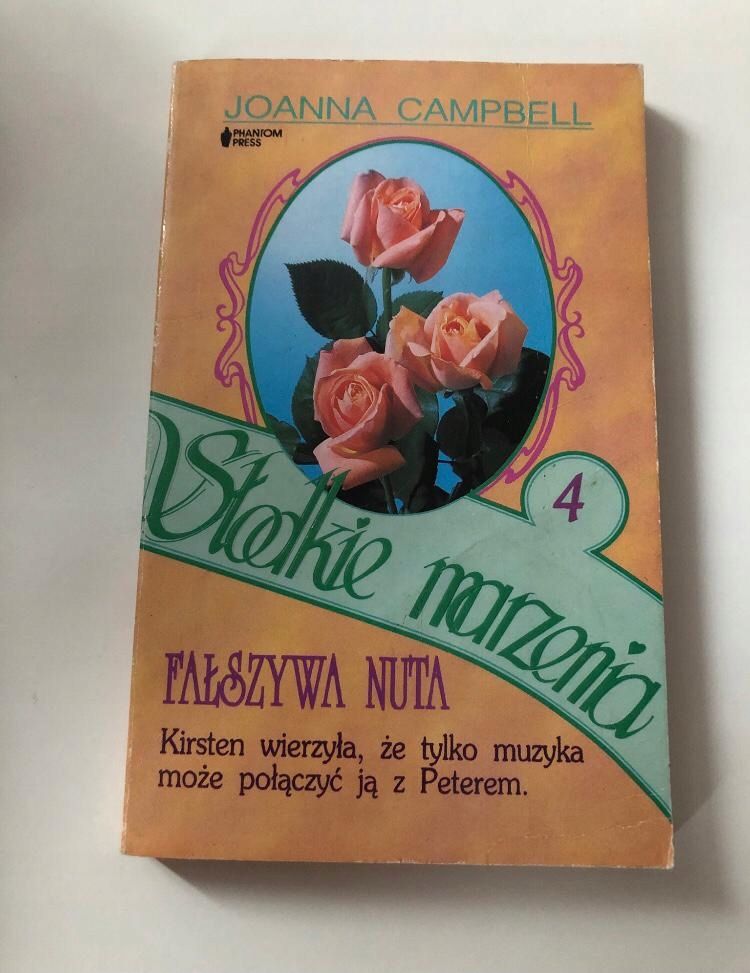 JOANNA CAMPBELL
PHANTOM
PRESS
4
Słodkie marzenia
FAŁSZYWA NUTA
Kirsten wierzyła, że tylko muzyka
może połączyć ją z Peterem.